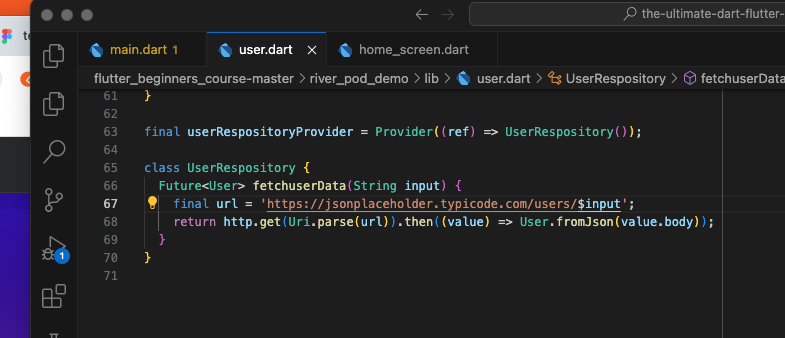 the-ultimate-dart-flutter-
main.dart 1
user.dart
home_screen.dart
flutter_beginners_course-master > river_pod_demo > lib > user.dart > UserRespository > fetchuserData
61 }
62
63 final userRespositoryProvider = Provider((ref) => UserRespository());
64
65 class UserRespository {
66 Future<User> fetchuserData(String input) {
67 final url = 'https://jsonplaceholder.typicode.com/users/$input';
68 return http.get(Uri.parse(url)).then((value) => User.fromJson(value.body));
69 }
70 }
71
1